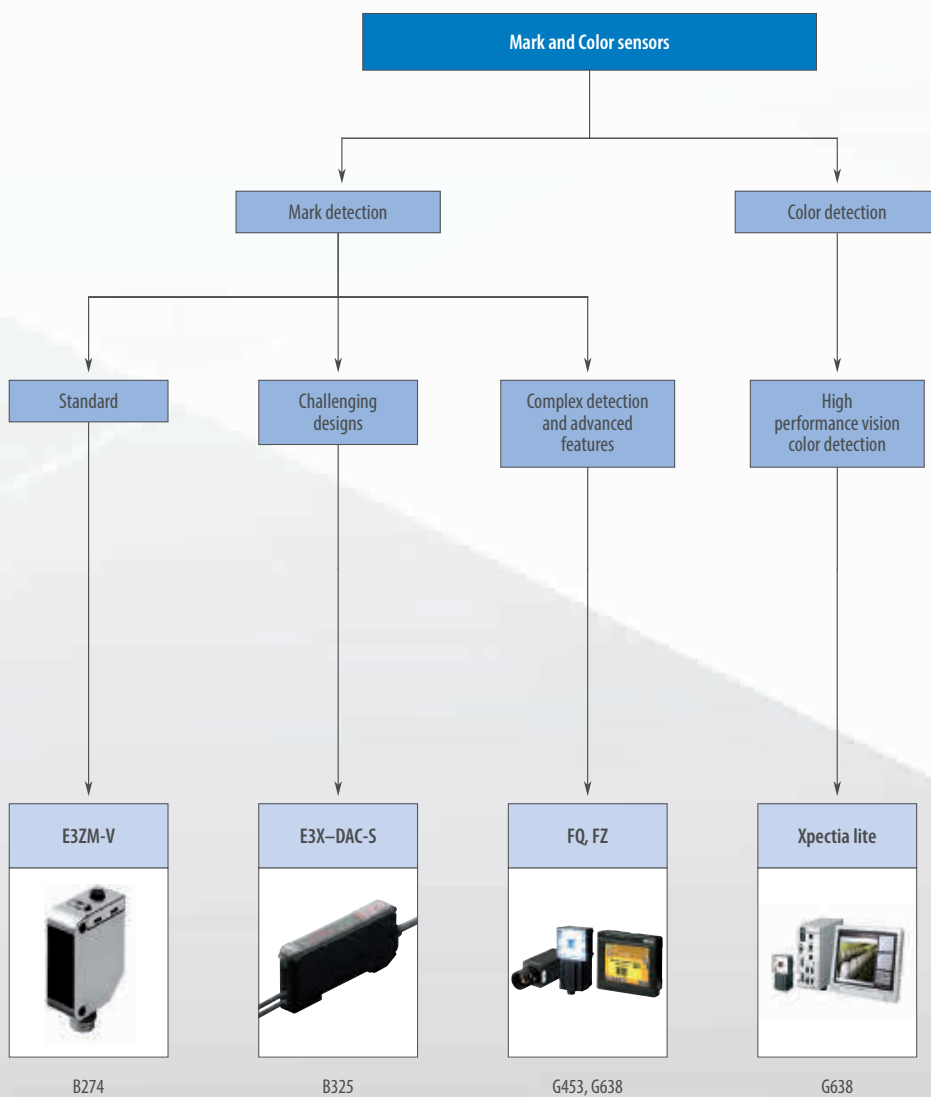 Mark and Color sensors
Mark detection
Color detection
Standard
Challenging
designs
Complex detection
and advanced
features
High
performance vision
color detection
E3ZM-V
E3X–DAC-S
FQ, FZ
Xpectia lite
B274
B325
G453, G638
G638